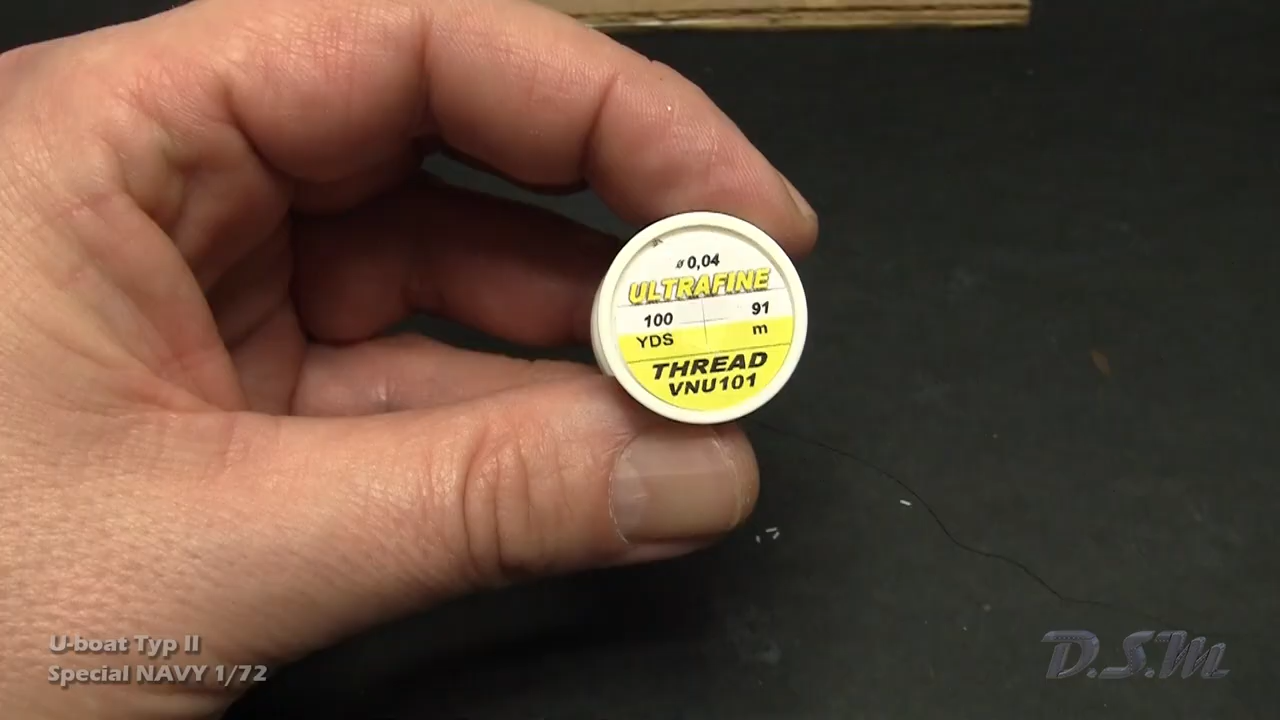 ø 0,04
ULTRAFINE
100 91
YDS m
THREAD
VNU101
U-boat Typ II
Special NAVY 1/72
D.S.M